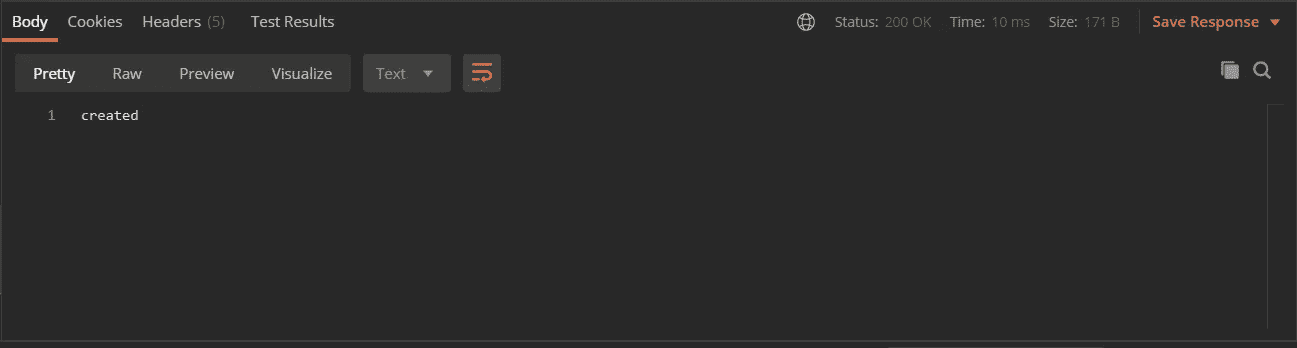 Body Cookies Headers (5) Test Results Status: 200 OK Time: 10 ms Size: 171 B Save Response
Pretty Raw Preview Visualize Text
1 created